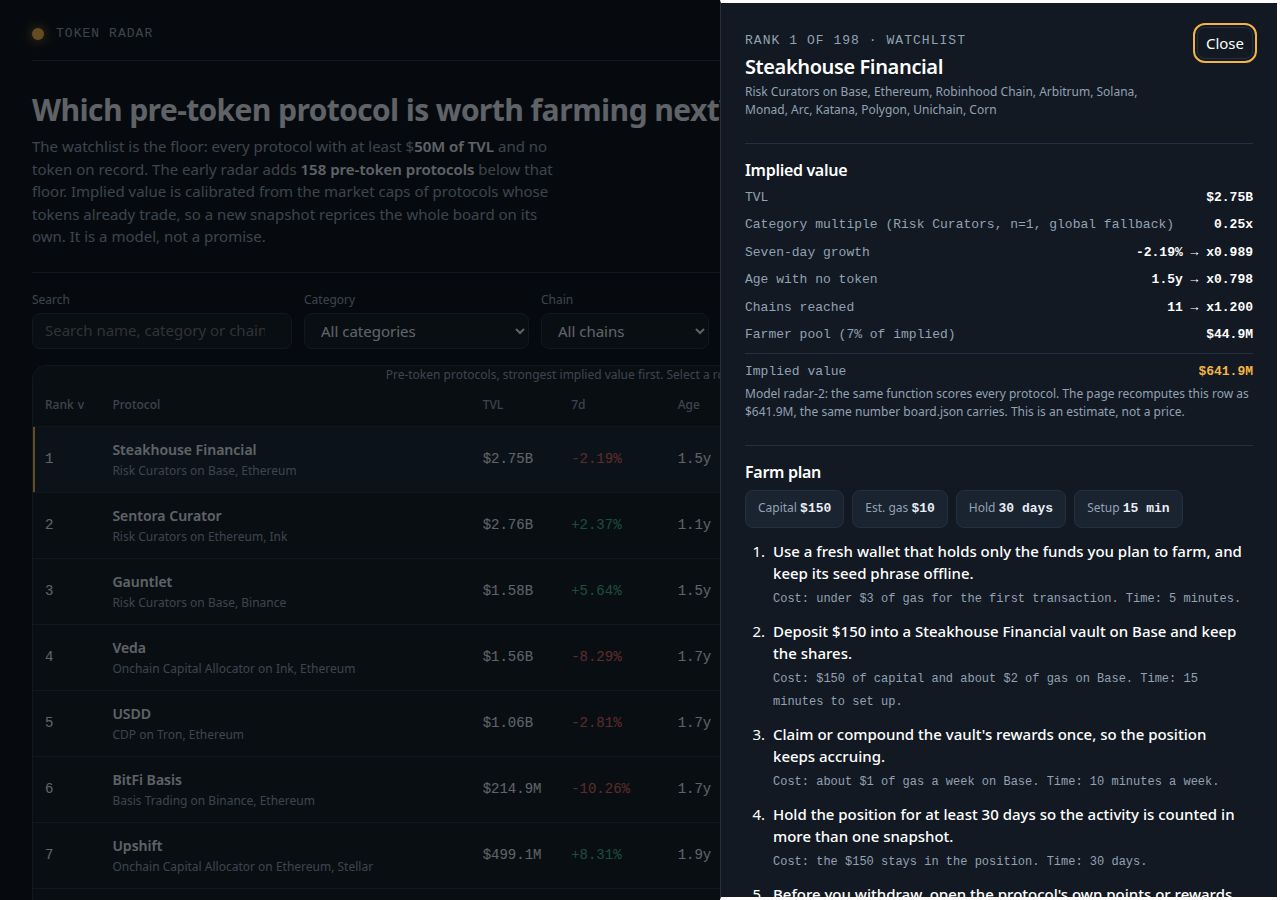 TOKEN RADAR
Which pre-token protocol is worth farming next
The watchlist is the floor: every protocol with at least $50M of TVL and no
token on record. The early radar adds 158 pre-token protocols below that
floor. Implied value is calibrated from the market caps of protocols whose
tokens already trade, so a new snapshot reprices the whole board on its
own. It is a model, not a promise.
Search
Category
Chain
Search name, category or chain
All categories
All chains
Pre-token protocols, strongest implied value first. Select a
Rank v
Protocol
TVL
7d
Age
1
Steakhouse Financial
Risk Curators on Base, Ethereum
$2.75B
-2.19%
1.5y
2
Sentora Curator
Risk Curators on Ethereum, Ink
$2.76B
+2.37%
1.1y
3
Gauntlet
Risk Curators on Base, Binance
$1.58B
+5.64%
1.5y
4
Veda
Onchain Capital Allocator on Ink, Ethereum
$1.56B
-8.29%
1.7y
5
USDD
CDP on Tron, Ethereum
$1.06B
-2.81%
1.7y
6
BitFi Basis
Basis Trading on Binance, Ethereum
$214.9M
-10.26%
1.7y
7
Upshift
Onchain Capital Allocator on Ethereum, Stellar
$499.1M
+8.31%
1.9y
RANK 1 OF 198 · WATCHLIST
Close
Steakhouse Financial
Risk Curators on Base, Ethereum, Robinhood Chain, Arbitrum, Solana,
Monad, Arc, Katana, Polygon, Unichain, Corn
Implied value
TVL $2.75B
Category multiple (Risk Curators, n=1, global fallback) 0.25x
Seven-day growth -2.19% → x0.989
Age with no token 1.5y → x0.798
Chains reached 11 → x1.200
Farmer pool (7% of implied) $44.9M
Implied value $641.9M
Model radar-2: the same function scores every protocol. The page recomputes this row as
$641.9M, the same number board.json carries. This is an estimate, not a price.
Farm plan
Capital $150
Est. gas $10
Hold 30 days
Setup 15 min
1. Use a fresh wallet that holds only the funds you plan to farm, and
keep its seed phrase offline.
Cost: under $3 of gas for the first transaction. Time: 5 minutes.
2. Deposit $150 into a Steakhouse Financial vault on Base and keep
the shares.
Cost: $150 of capital and about $2 of gas on Base. Time: 15
minutes to set up.
3. Claim or compound the vault's rewards once, so the position
keeps accruing.
Cost: about $1 of gas a week on Base. Time: 10 minutes a week.
4. Hold the position for at least 30 days so the activity is counted in
more than one snapshot.
Cost: the $150 stays in the position. Time: 30 days.
5. Before you withdraw, open the protocol's own points or rewards